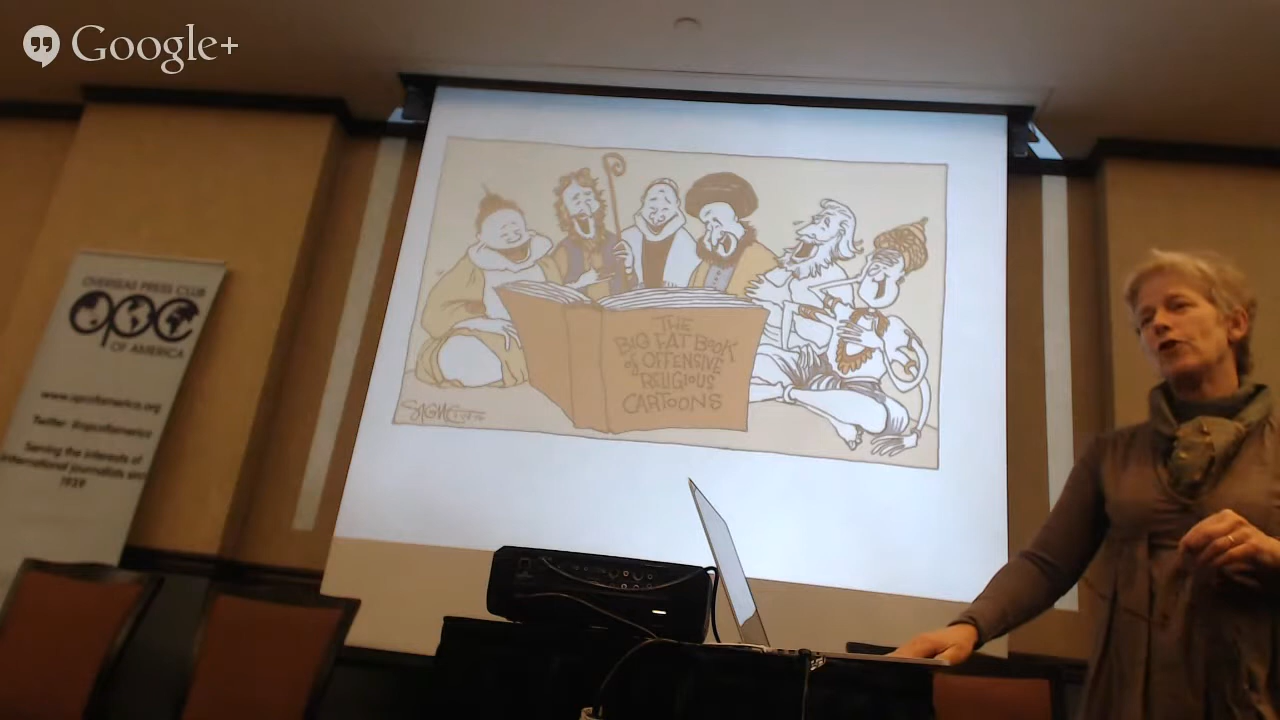 Google+
OVERSEAS PRESS CLUB
opc
OF AMERICA
www.opcofamerica.org
Twitter: @opcofamerica
Serving the interests of
international journalists since
1939
THE
BIG FAT BOOK
of OFFENSIVE
RELIGIOUS
CARTOONS